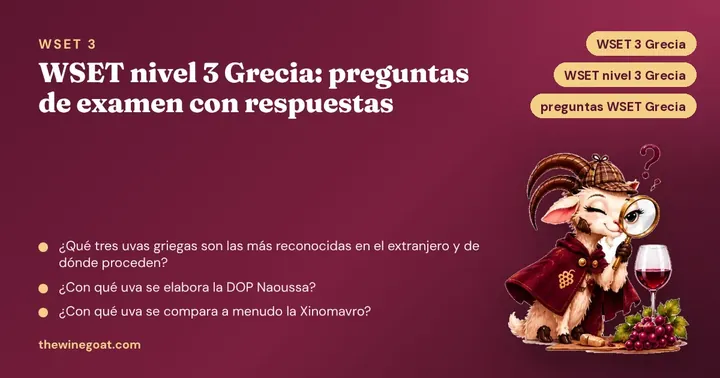 WSET 3
WSET nivel 3 Grecia: preguntas
de examen con respuestas
WSET 3 Grecia
WSET nivel 3 Grecia
preguntas WSET Grecia
¿Qué tres uvas griegas son las más reconocidas en el extranjero y de
dónde proceden?
¿Con qué uva se elabora la DOP Naoussa?
¿Con qué uva se compara a menudo la Xinomavro?
thewinegoat.com